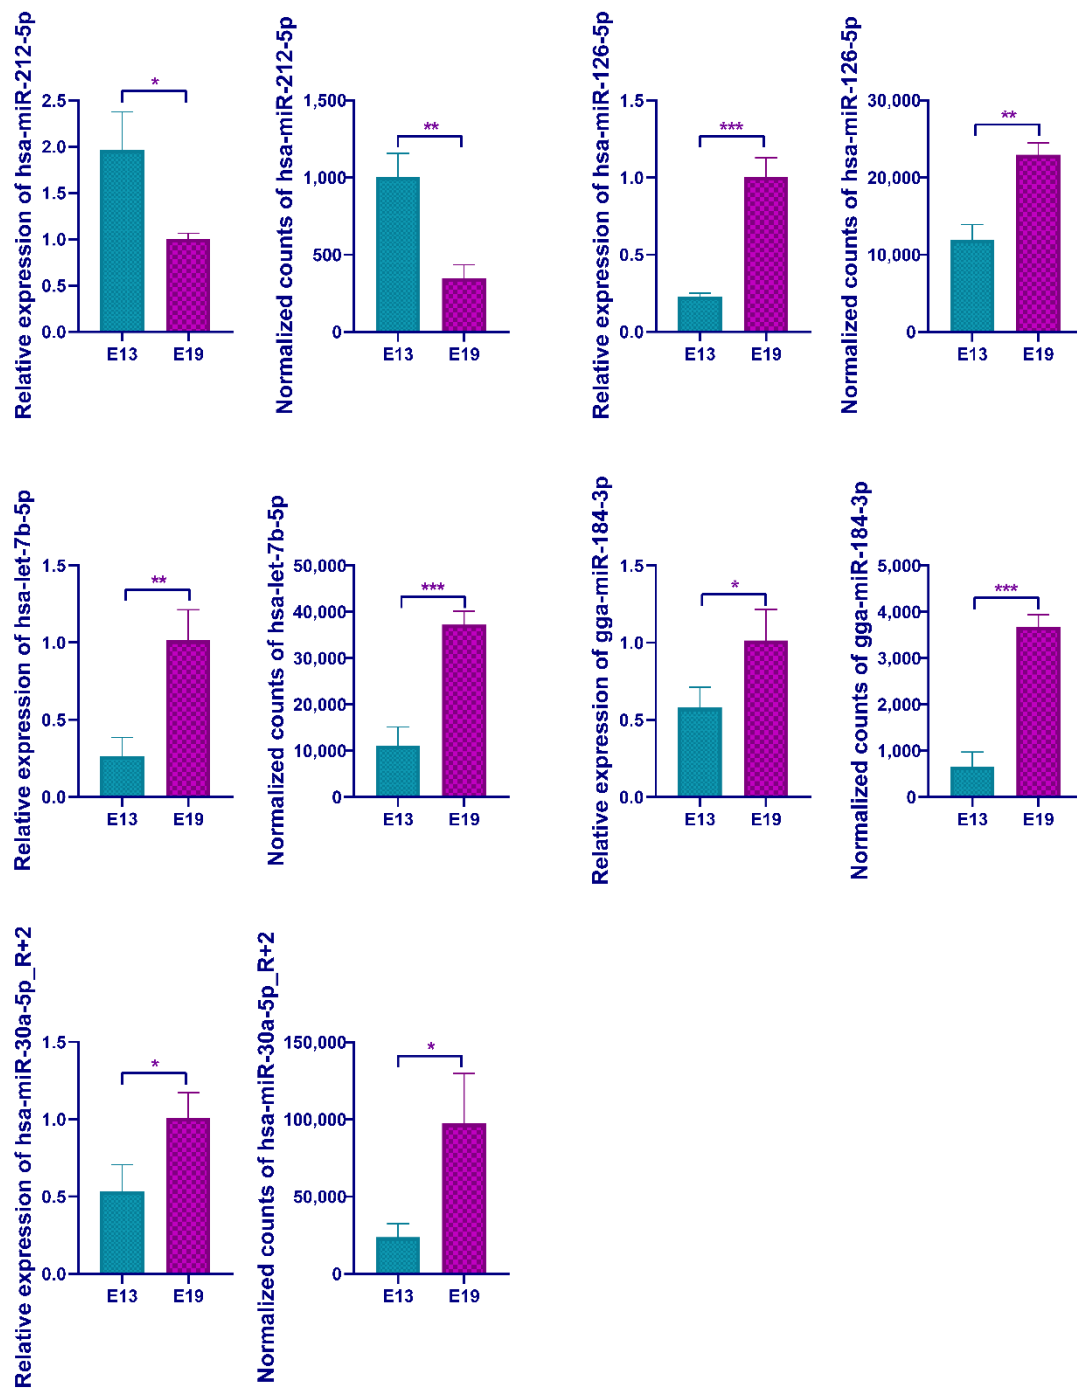 Relative expression of hsa-miR-212-5p
2.5
2.0
1.5
1.0
0.5
0.0
*
E13 E19
Normalized counts of hsa-miR-212-5p
1,500
1,000
500
0
**
E13 E19
Relative expression of hsa-miR-126-5p
1.5
1.0
0.5
0.0
***
E13 E19
Normalized counts of hsa-miR-126-5p
30,000
20,000
10,000
0
**
E13 E19
Relative expression of hsa-let-7b-5p
1.5
1.0
0.5
0.0
**
E13 E19
Normalized counts of hsa-let-7b-5p
50,000
40,000
30,000
20,000
10,000
0
***
E13 E19
Relative expression of gga-miR-184-3p
1.5
1.0
0.5
0.0
*
E13 E19
Normalized counts of gga-miR-184-3p
5,000
4,000
3,000
2,000
1,000
0
***
E13 E19
Relative expression of hsa-miR-30a-5p_R+2
1.5
1.0
0.5
0.0
*
E13 E19
Normalized counts of hsa-miR-30a-5p_R+2
150,000
100,000
50,000
0
*
E13 E19